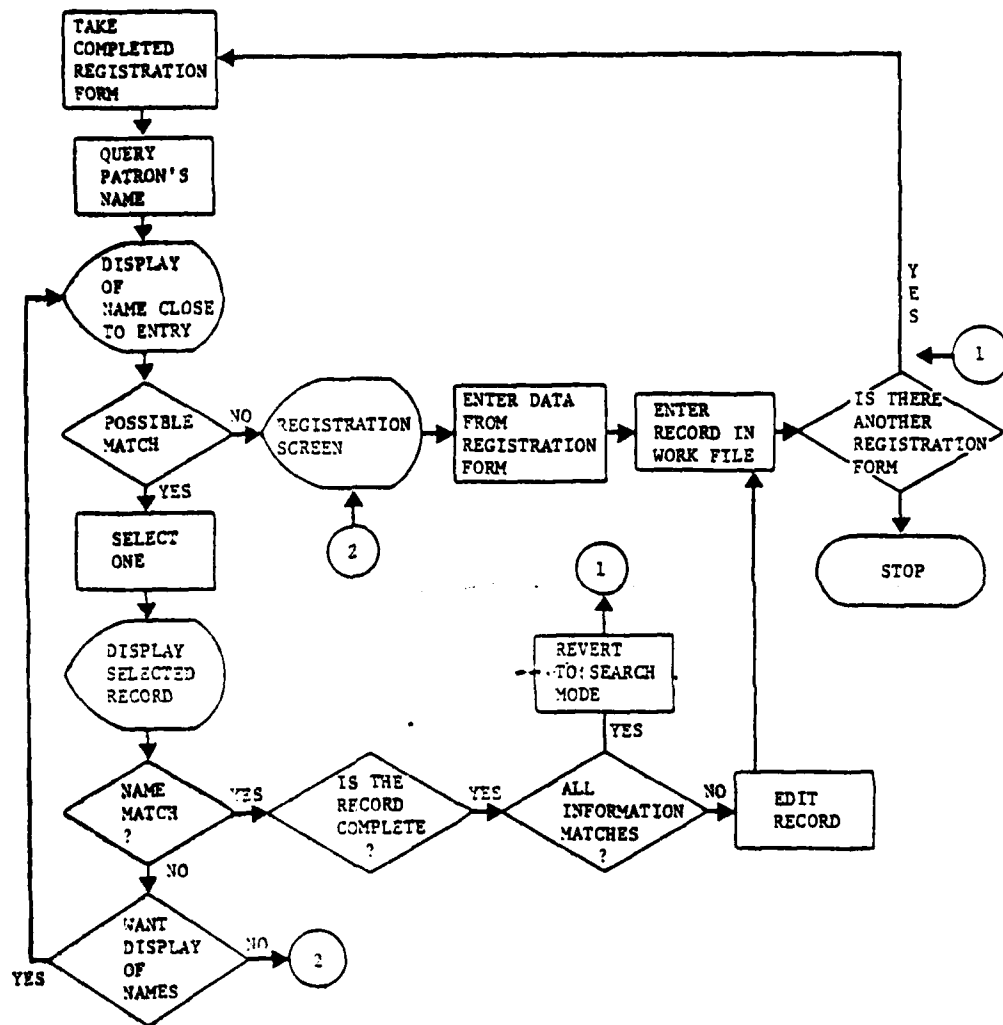 TAKE
COMPLETED
REGISTRATION
FORM
QUERY
PATRON'S
NAME
DISPLAY
OF
NAME CLOSE
TO ENTRY
YES
1
POSSIBLE
MATCH
NO
REGISTRATION
SCREEN
ENTER DATA
FROM
REGISTRATION
FORM
ENTER
RECORD IN
WORK FILE
IS THERE
ANOTHER
REGISTRATION
FORM
YES
SELECT
ONE
2
1
STOP
DISPLAY
SELECTED
RECORD
REVERT
TO SEARCH
MODE
YES
NAME
MATCH
?
YES
IS THE
RECORD
COMPLETE
?
YES
ALL
INFORMATION
MATCHES
?
NO
EDIT
RECORD
NO
WANT
DISPLAY
OF
NAMES
YES
NO
2